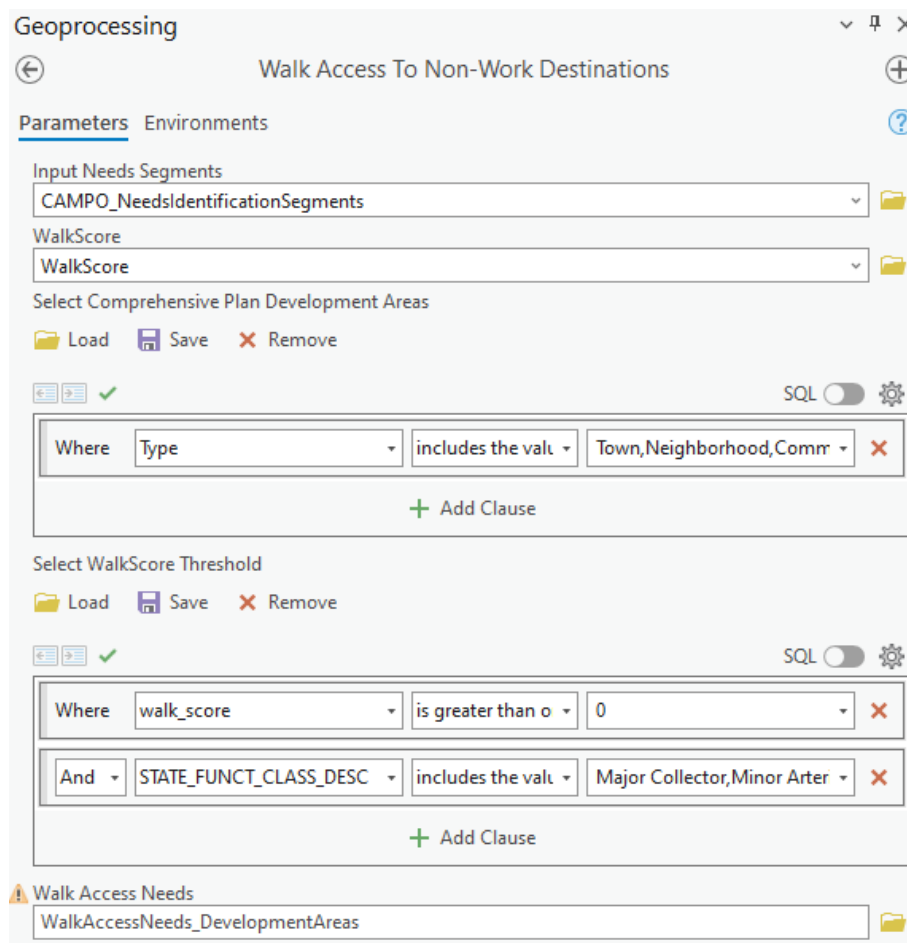 Geoprocessing
Walk Access To Non-Work Destinations
Parameters Environments
Input Needs Segments
CAMPO_NeedsIdentificationSegments
WalkScore
WalkScore
Select Comprehensive Plan Development Areas
Load Save Remove
SQL
Where Type includes the valu Town,Neighborhood,Comm
Add Clause
Select WalkScore Threshold
Load Save Remove
SQL
Where walk_score is greater than o 0
And STATE_FUNCT_CLASS_DESC includes the valu Major Collector,Minor Arter
Add Clause
Walk Access Needs
WalkAccessNeeds_DevelopmentAreas